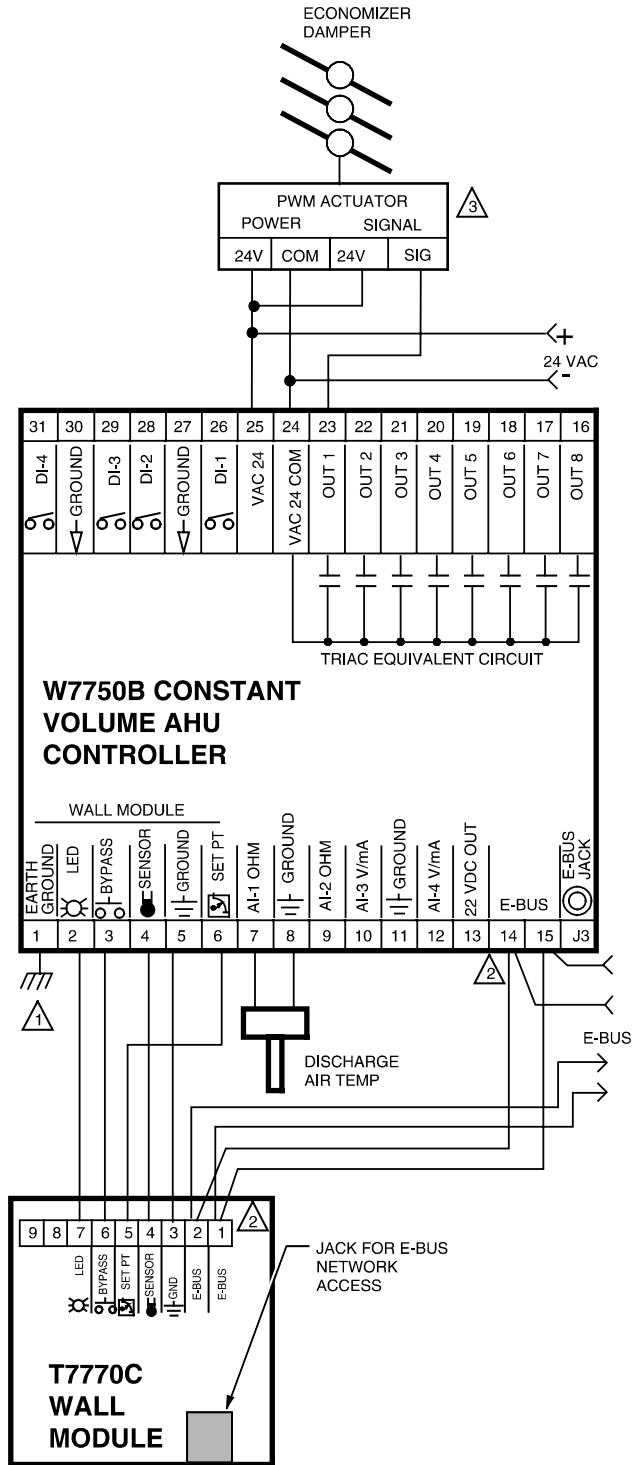 ECONOMIZER
DAMPER
PWM ACTUATOR
POWER SIGNAL
3
24V COM 24V SIG
+
24 VAC
-
31 30 29 28 27 26 25 24 23 22 21 20 19 18 17 16
DI-4
GROUND
DI-3
DI-2
GROUND
DI-1
VAC 24
VAC 24 COM
OUT 1
OUT 2
OUT 3
OUT 4
OUT 5
OUT 6
OUT 7
OUT 8
TRIAC EQUIVALENT CIRCUIT
W7750B CONSTANT
VOLUME AHU
CONTROLLER
WALL MODULE
EARTH
GROUND
LED
BYPASS
SENSOR
GROUND
SET PT
AI-1 OHM
GROUND
AI-2 OHM
AI-3 V/mA
GROUND
AI-4 V/mA
22 VDC OUT
E-BUS
E-BUS
JACK
1 2 3 4 5 6 7 8 9 10 11 12 13 14 15 J3
1
2
DISCHARGE
AIR TEMP
E-BUS
9 8 7 6 5 4 3 2 1
2
LED
BYPASS
SET PT
SENSOR
GND
E-BUS
E-BUS
JACK FOR E-BUS
NETWORK
ACCESS
T7770C
WALL
MODULE